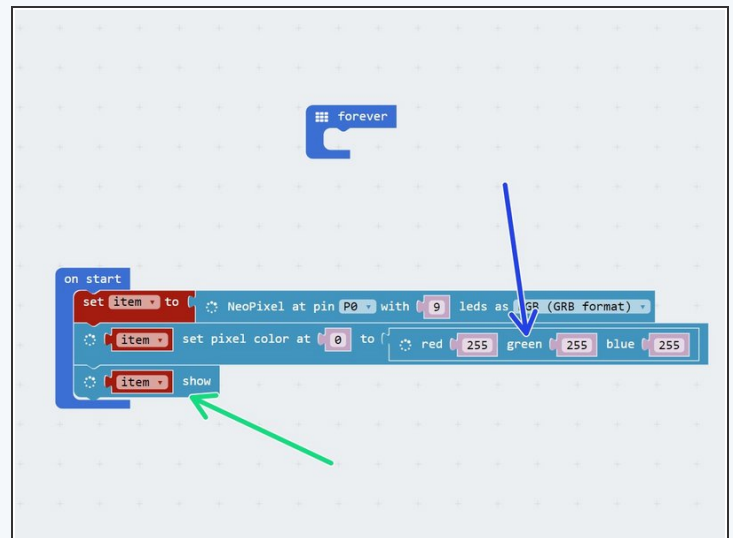 forever
on start
set item to NeoPixel at pin P0 with 9 leds as GB (GRB format)
item set pixel color at 0 to red 255 green 255 blue 255
item show